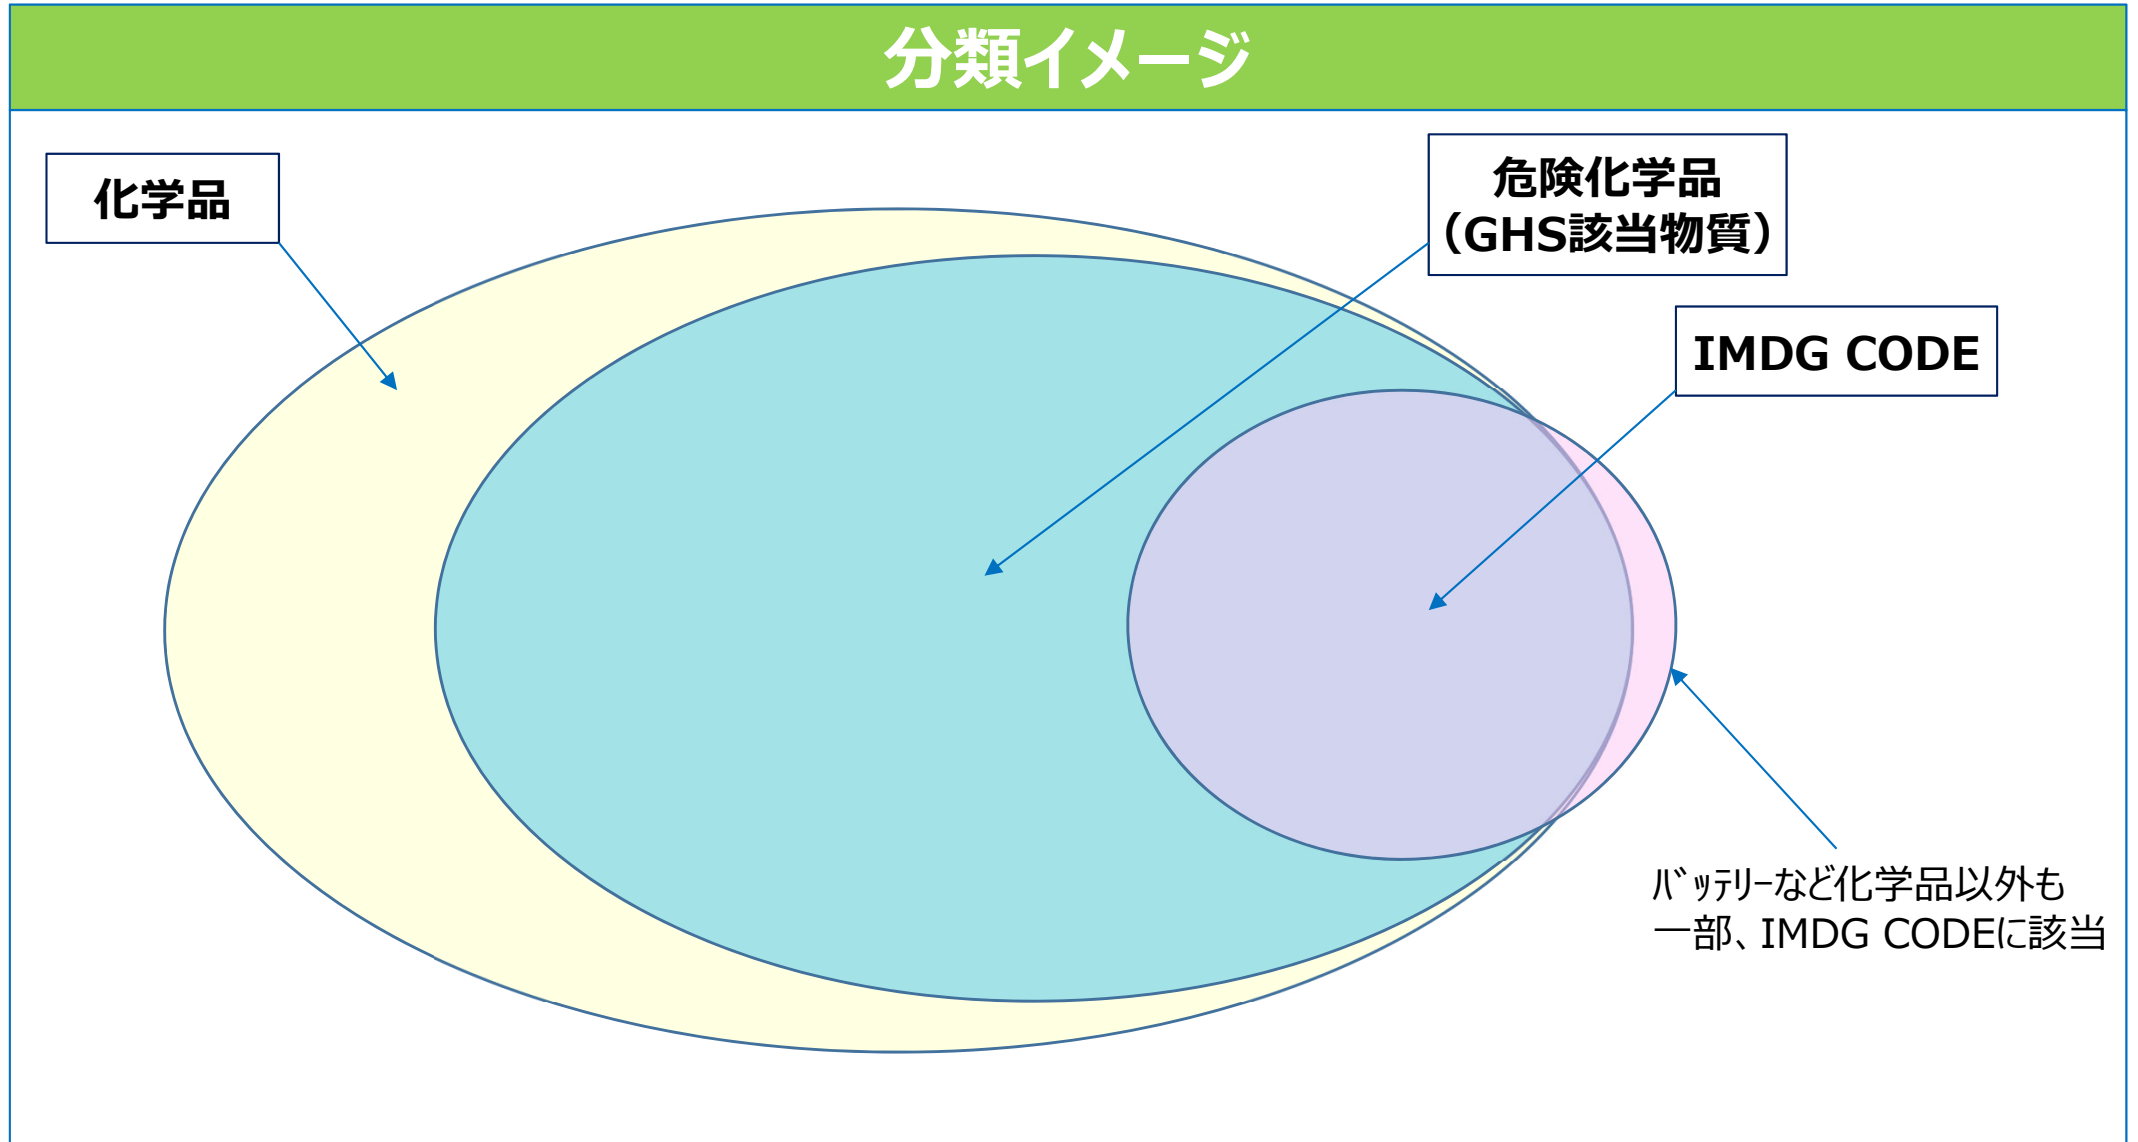 分類イメージ
化学品
危険化学品
（GHS該当物質）
IMDG CODE
ﾊﾞｯﾃﾘｰなど化学品以外も
一部、IMDG CODEに該当